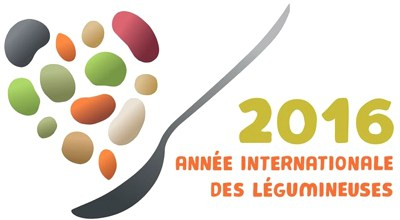 2016
ANNÉE INTERNATIONALE
DES LÉGUMINEUSES